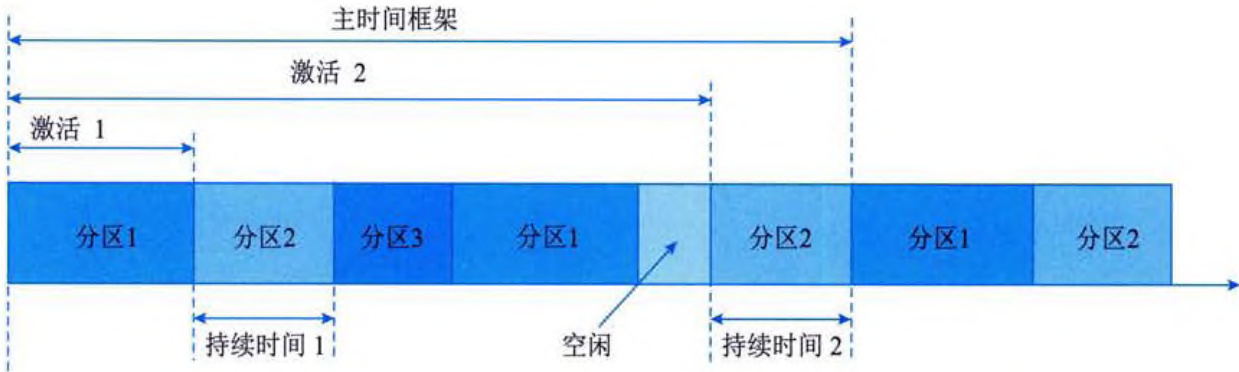 主时间框架
激活 2
激活 1
分区1
分区2
分区3
分区1
分区2
分区1
分区2
持续时间 1
空闲
持续时间 2